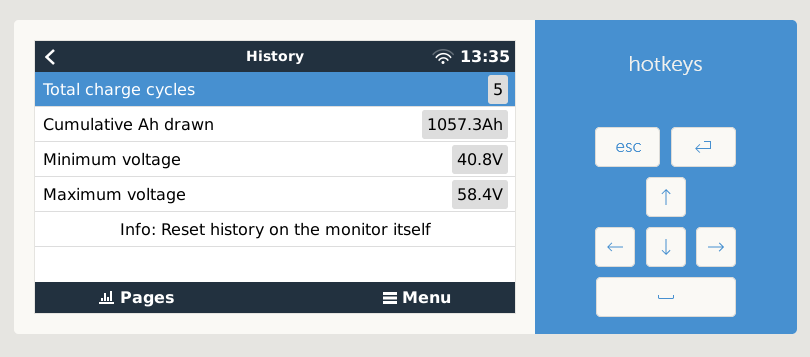 History
13:35
Total charge cycles 5
Cumulative Ah drawn 1057.3Ah
Minimum voltage 40.8V
Maximum voltage 58.4V
Info: Reset history on the monitor itself
Pages
Menu
hotkeys
esc